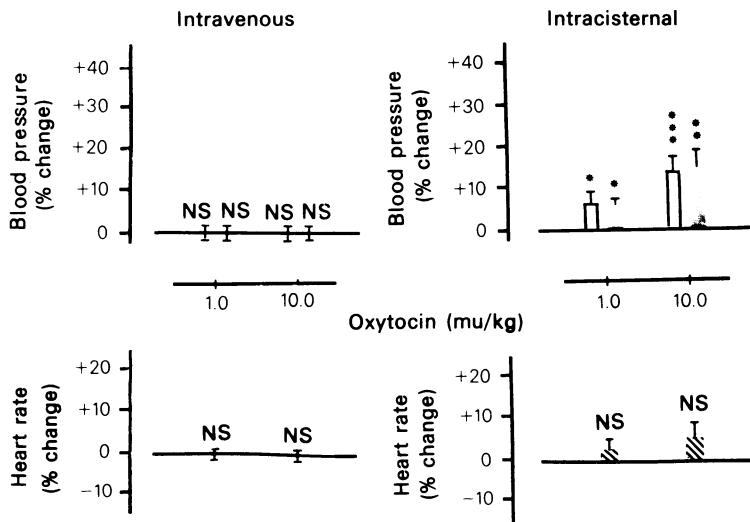 Intravenous
Blood pressure
(% change)
+40
+30
+20
+10
0
NS NS NS NS
1.0 10.0
Intracisternal
Blood pressure
(% change)
+40
+30
+20
+10
0
* * *** **
1.0 10.0
Oxytocin (mu/kg)
Heart rate
(% change)
+20
+10
0
−10
NS NS
Heart rate
(% change)
+20
+10
0
−10
NS NS